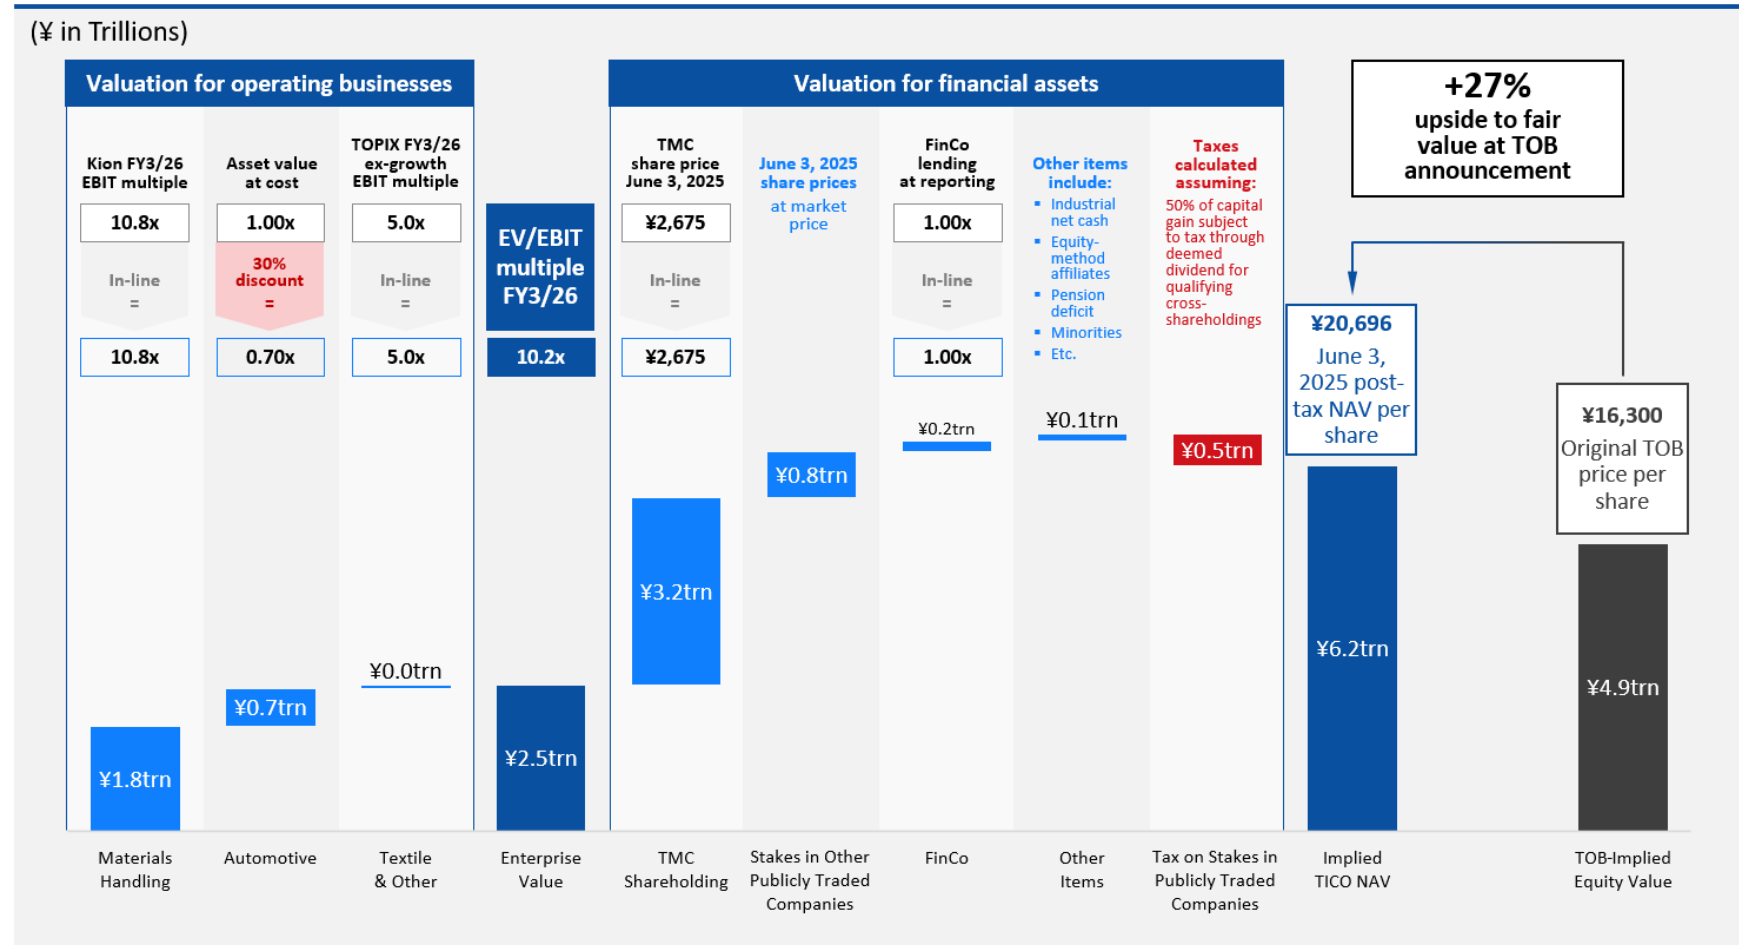 (¥ in Trillions)
Valuation for operating businesses
Valuation for financial assets
+27%
upside to fair
value at TOB
announcement
Kion FY3/26
EBIT multiple
10.8x
In-line
=
10.8x
Asset value
at cost
1.00x
30%
discount
=
0.70x
TOPIX FY3/26
ex-growth
EBIT multiple
5.0x
In-line
=
5.0x
EV/EBIT
multiple
FY3/26
10.2x
TMC
share price
June 3, 2025
¥2,675
In-line
=
¥2,675
June 3, 2025
share prices
at market
price
FinCo
lending
at reporting
1.00x
In-line
=
1.00x
Other items
include:
▪ Industrial
net cash
▪ Equity-
method
affiliates
▪ Pension
deficit
▪ Minorities
▪ Etc.
Taxes
calculated
assuming:
50% of capital
gain subject
to tax through
deemed
dividend for
qualifying
cross-
shareholdings
¥20,696
June 3,
2025 post-
tax NAV per
share
¥16,300
Original TOB
price per
share
¥1.8trn
¥0.7trn
¥0.0trn
¥2.5trn
¥3.2trn
¥0.8trn
¥0.2trn
¥0.1trn
¥0.5trn
¥6.2trn
¥4.9trn
Materials
Handling
Automotive
Textile
& Other
Enterprise
Value
TMC
Shareholding
Stakes in Other
Publicly Traded
Companies
FinCo
Other
Items
Tax on Stakes in
Publicly Traded
Companies
Implied
TICO NAV
TOB-Implied
Equity Value